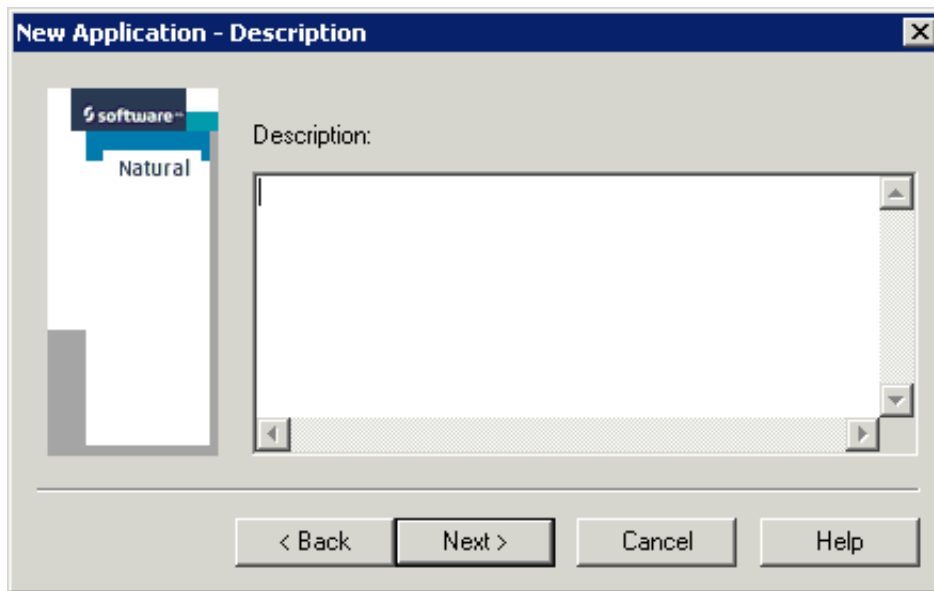 New Application - Description
software
Natural
Description:
< Back
Next >
Cancel
Help